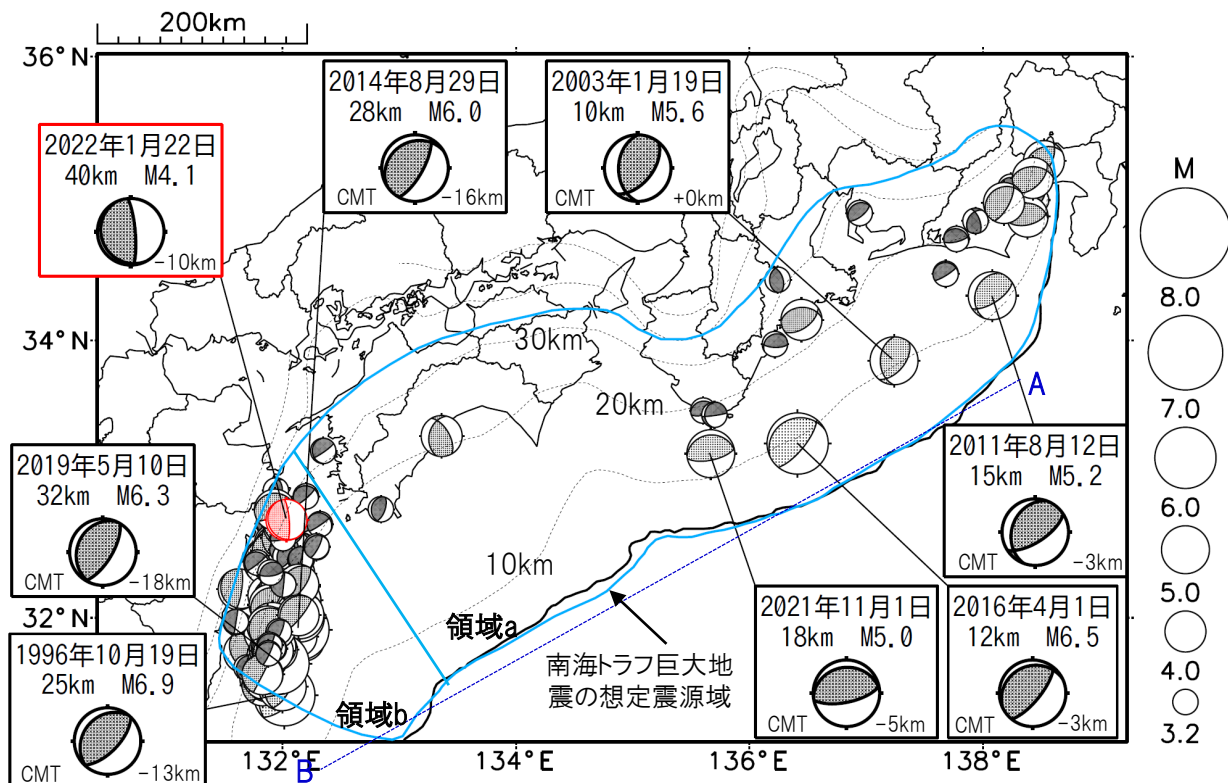 200km
36°N
34°N
32°N
132°E
134°E
136°E
138°E
2014年8月29日
28km M6.0
CMT
-16km
2003年1月19日
10km M5.6
CMT
+0km
2022年1月22日
40km M4.1
-10km
M
8.0
7.0
6.0
5.0
4.0
3.2
30km
20km
10km
A
2019年5月10日
32km M6.3
CMT
-18km
2011年8月12日
15km M5.2
CMT
-3km
1996年10月19日
25km M6.9
CMT
-13km
2021年11月1日
18km M5.0
CMT
-5km
2016年4月1日
12km M6.5
CMT
-3km
領域a
領域b
南海トラフ巨大地
震の想定震源域
B